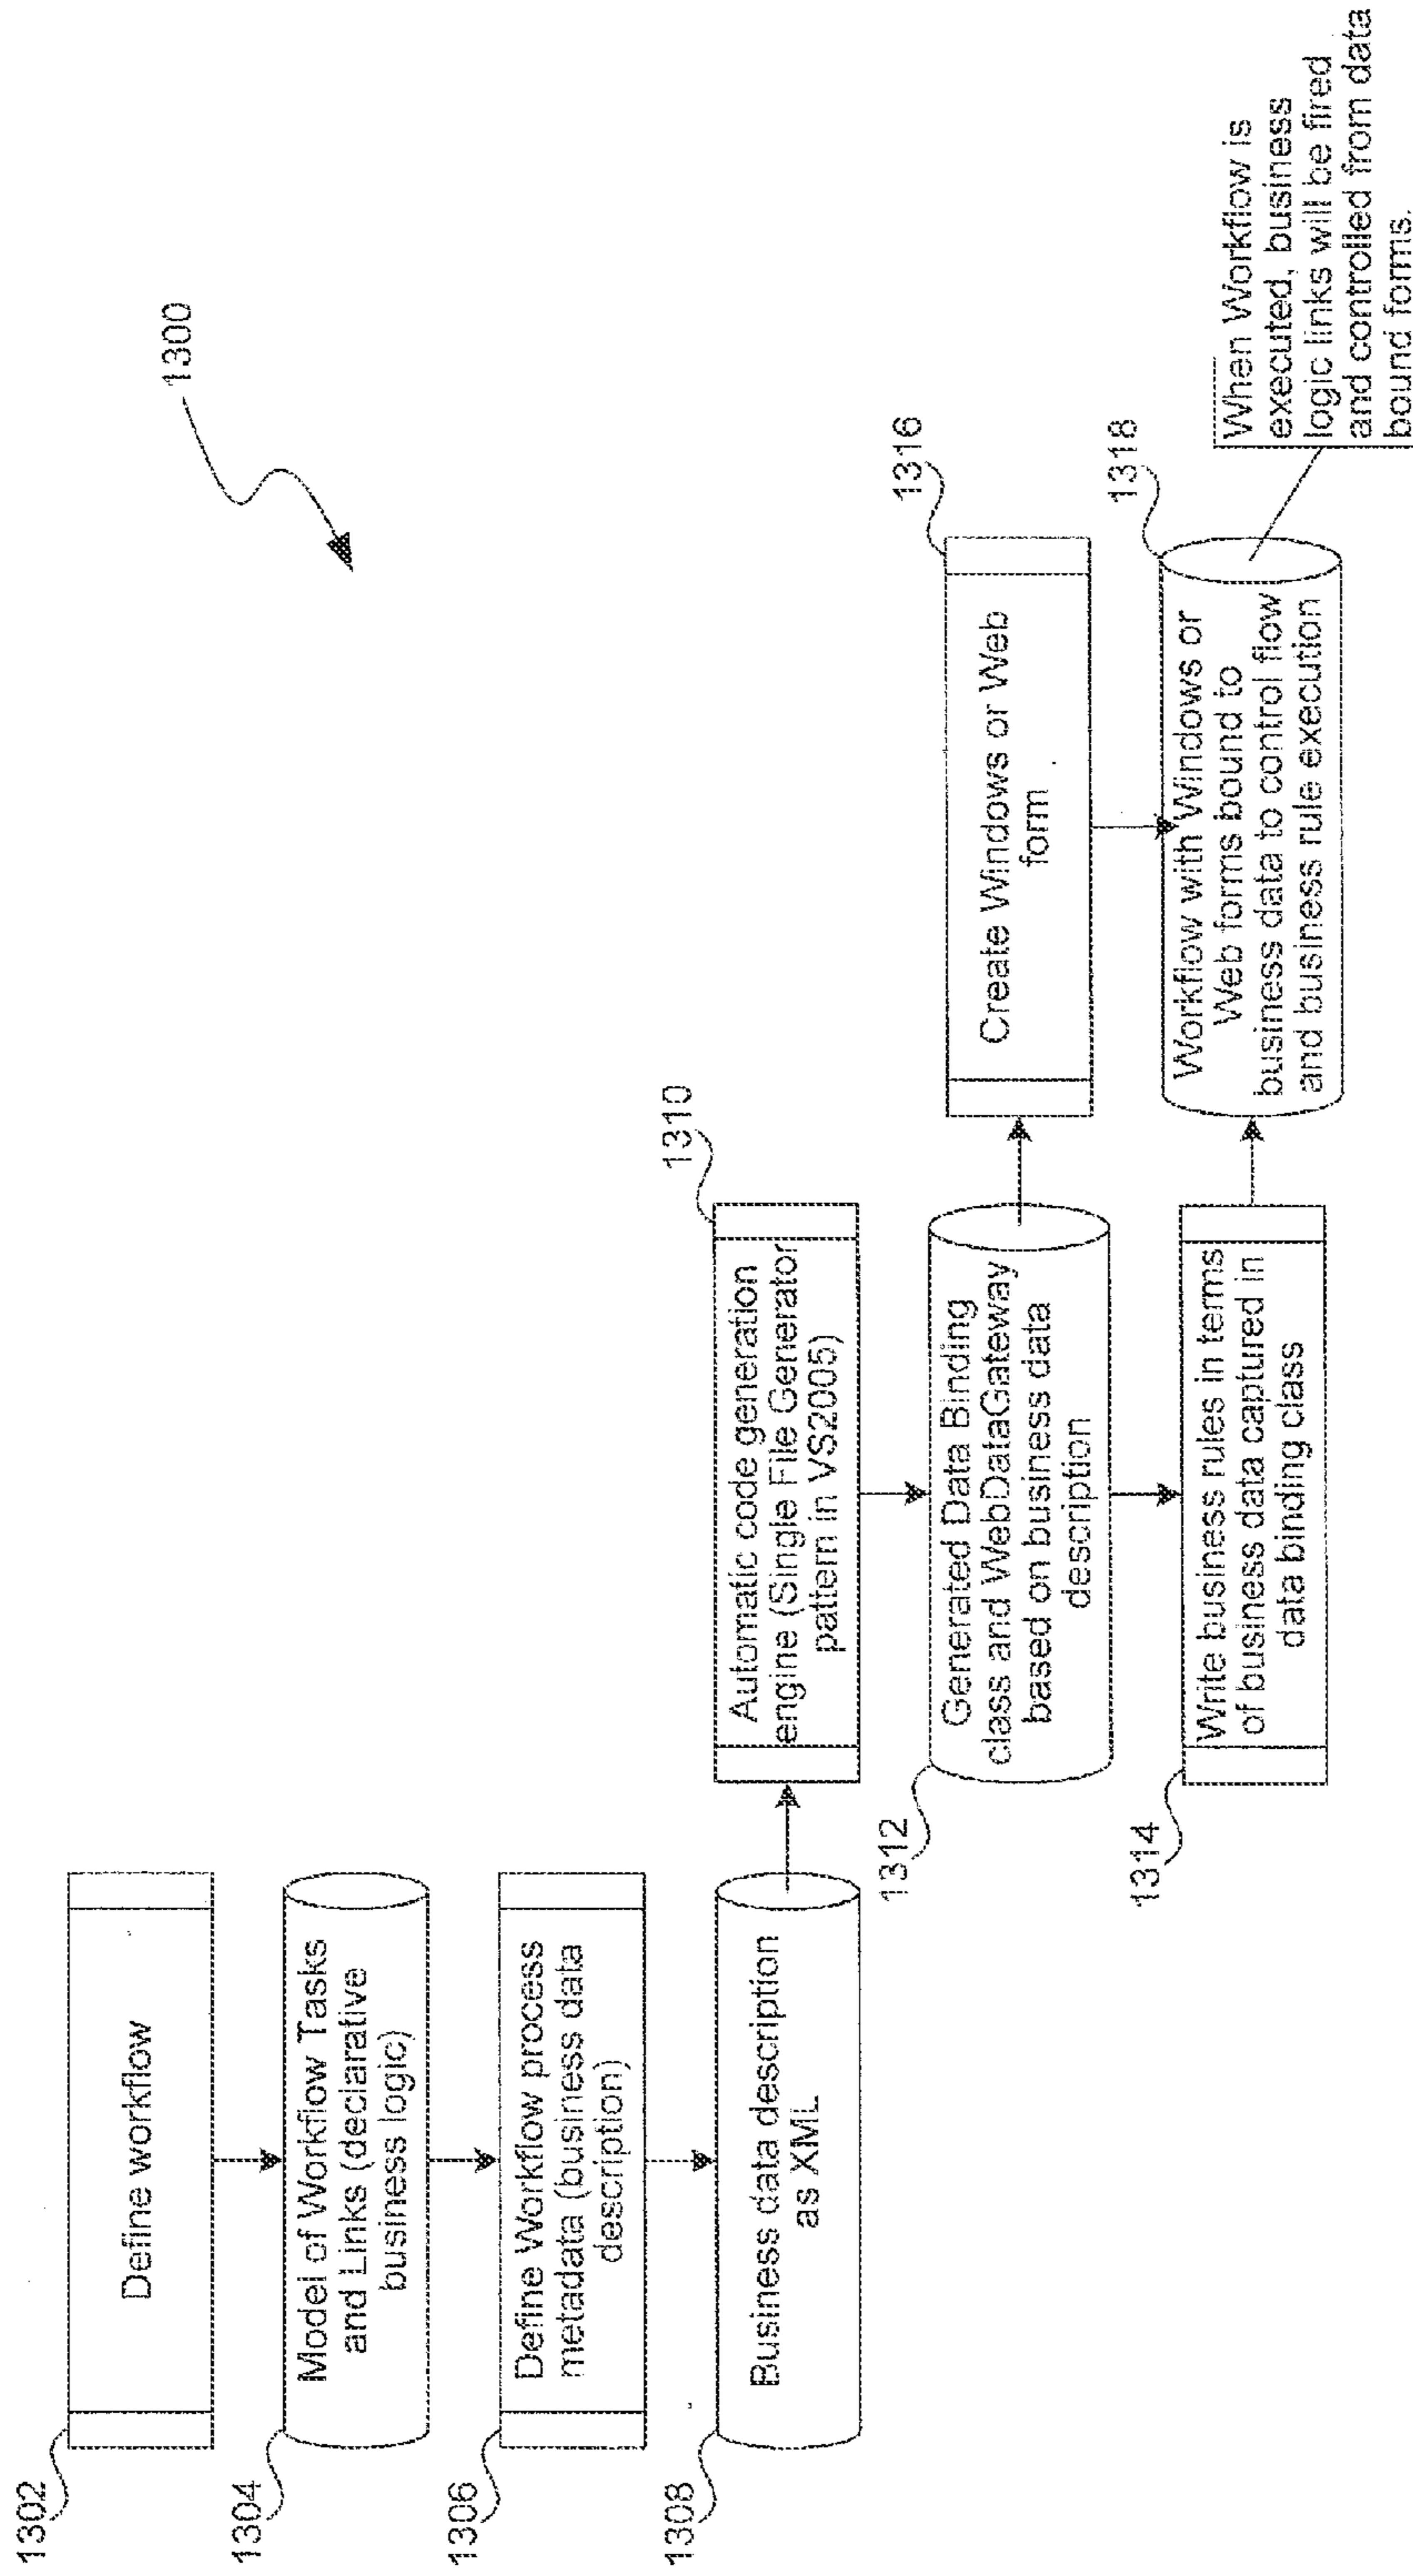 1300
1302
Define workflow
1304
Model of Workflow Tasks
and Links (declarative
business logic)
1306
Define Workflow process
metadata (business data
description)
1308
Business data description
as XML
1310
Automatic code generation
engine (Single File Generator
pattern in VS2005)
1312
Generated Data Binding
class and WebDataGateway
based on business data
description
1314
Write business rules in terms
of business data captured in
data binding class
1316
Create Windows or Web
form
1318
Workflow with Windows or
Web forms bound to
business data to control flow
and business rule execution
When Workflow is
executed, business
logic links will be fired
and controlled from data
bound forms.